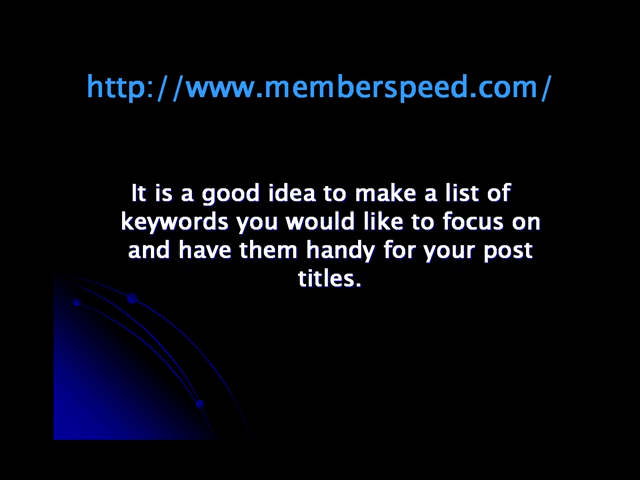 http://www.memberspeed.com/
It is a good idea to make a list of
keywords you would like to focus on
and have them handy for your post
titles.